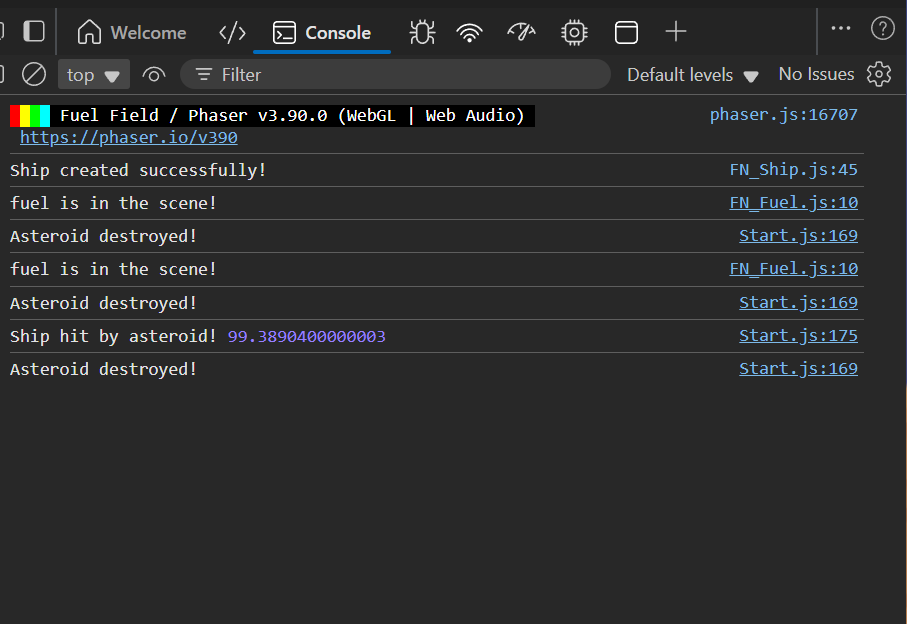 Welcome </> Console
top Filter Default levels No Issues
Fuel Field / Phaser v3.90.0 (WebGL | Web Audio) phaser.js:16707
https://phaser.io/v390
Ship created successfully! FN_Ship.js:45
fuel is in the scene! FN_Fuel.js:10
Asteroid destroyed! Start.js:169
fuel is in the scene! FN_Fuel.js:10
Asteroid destroyed! Start.js:169
Ship hit by asteroid! 99.3890400000003 Start.js:175
Asteroid destroyed! Start.js:169